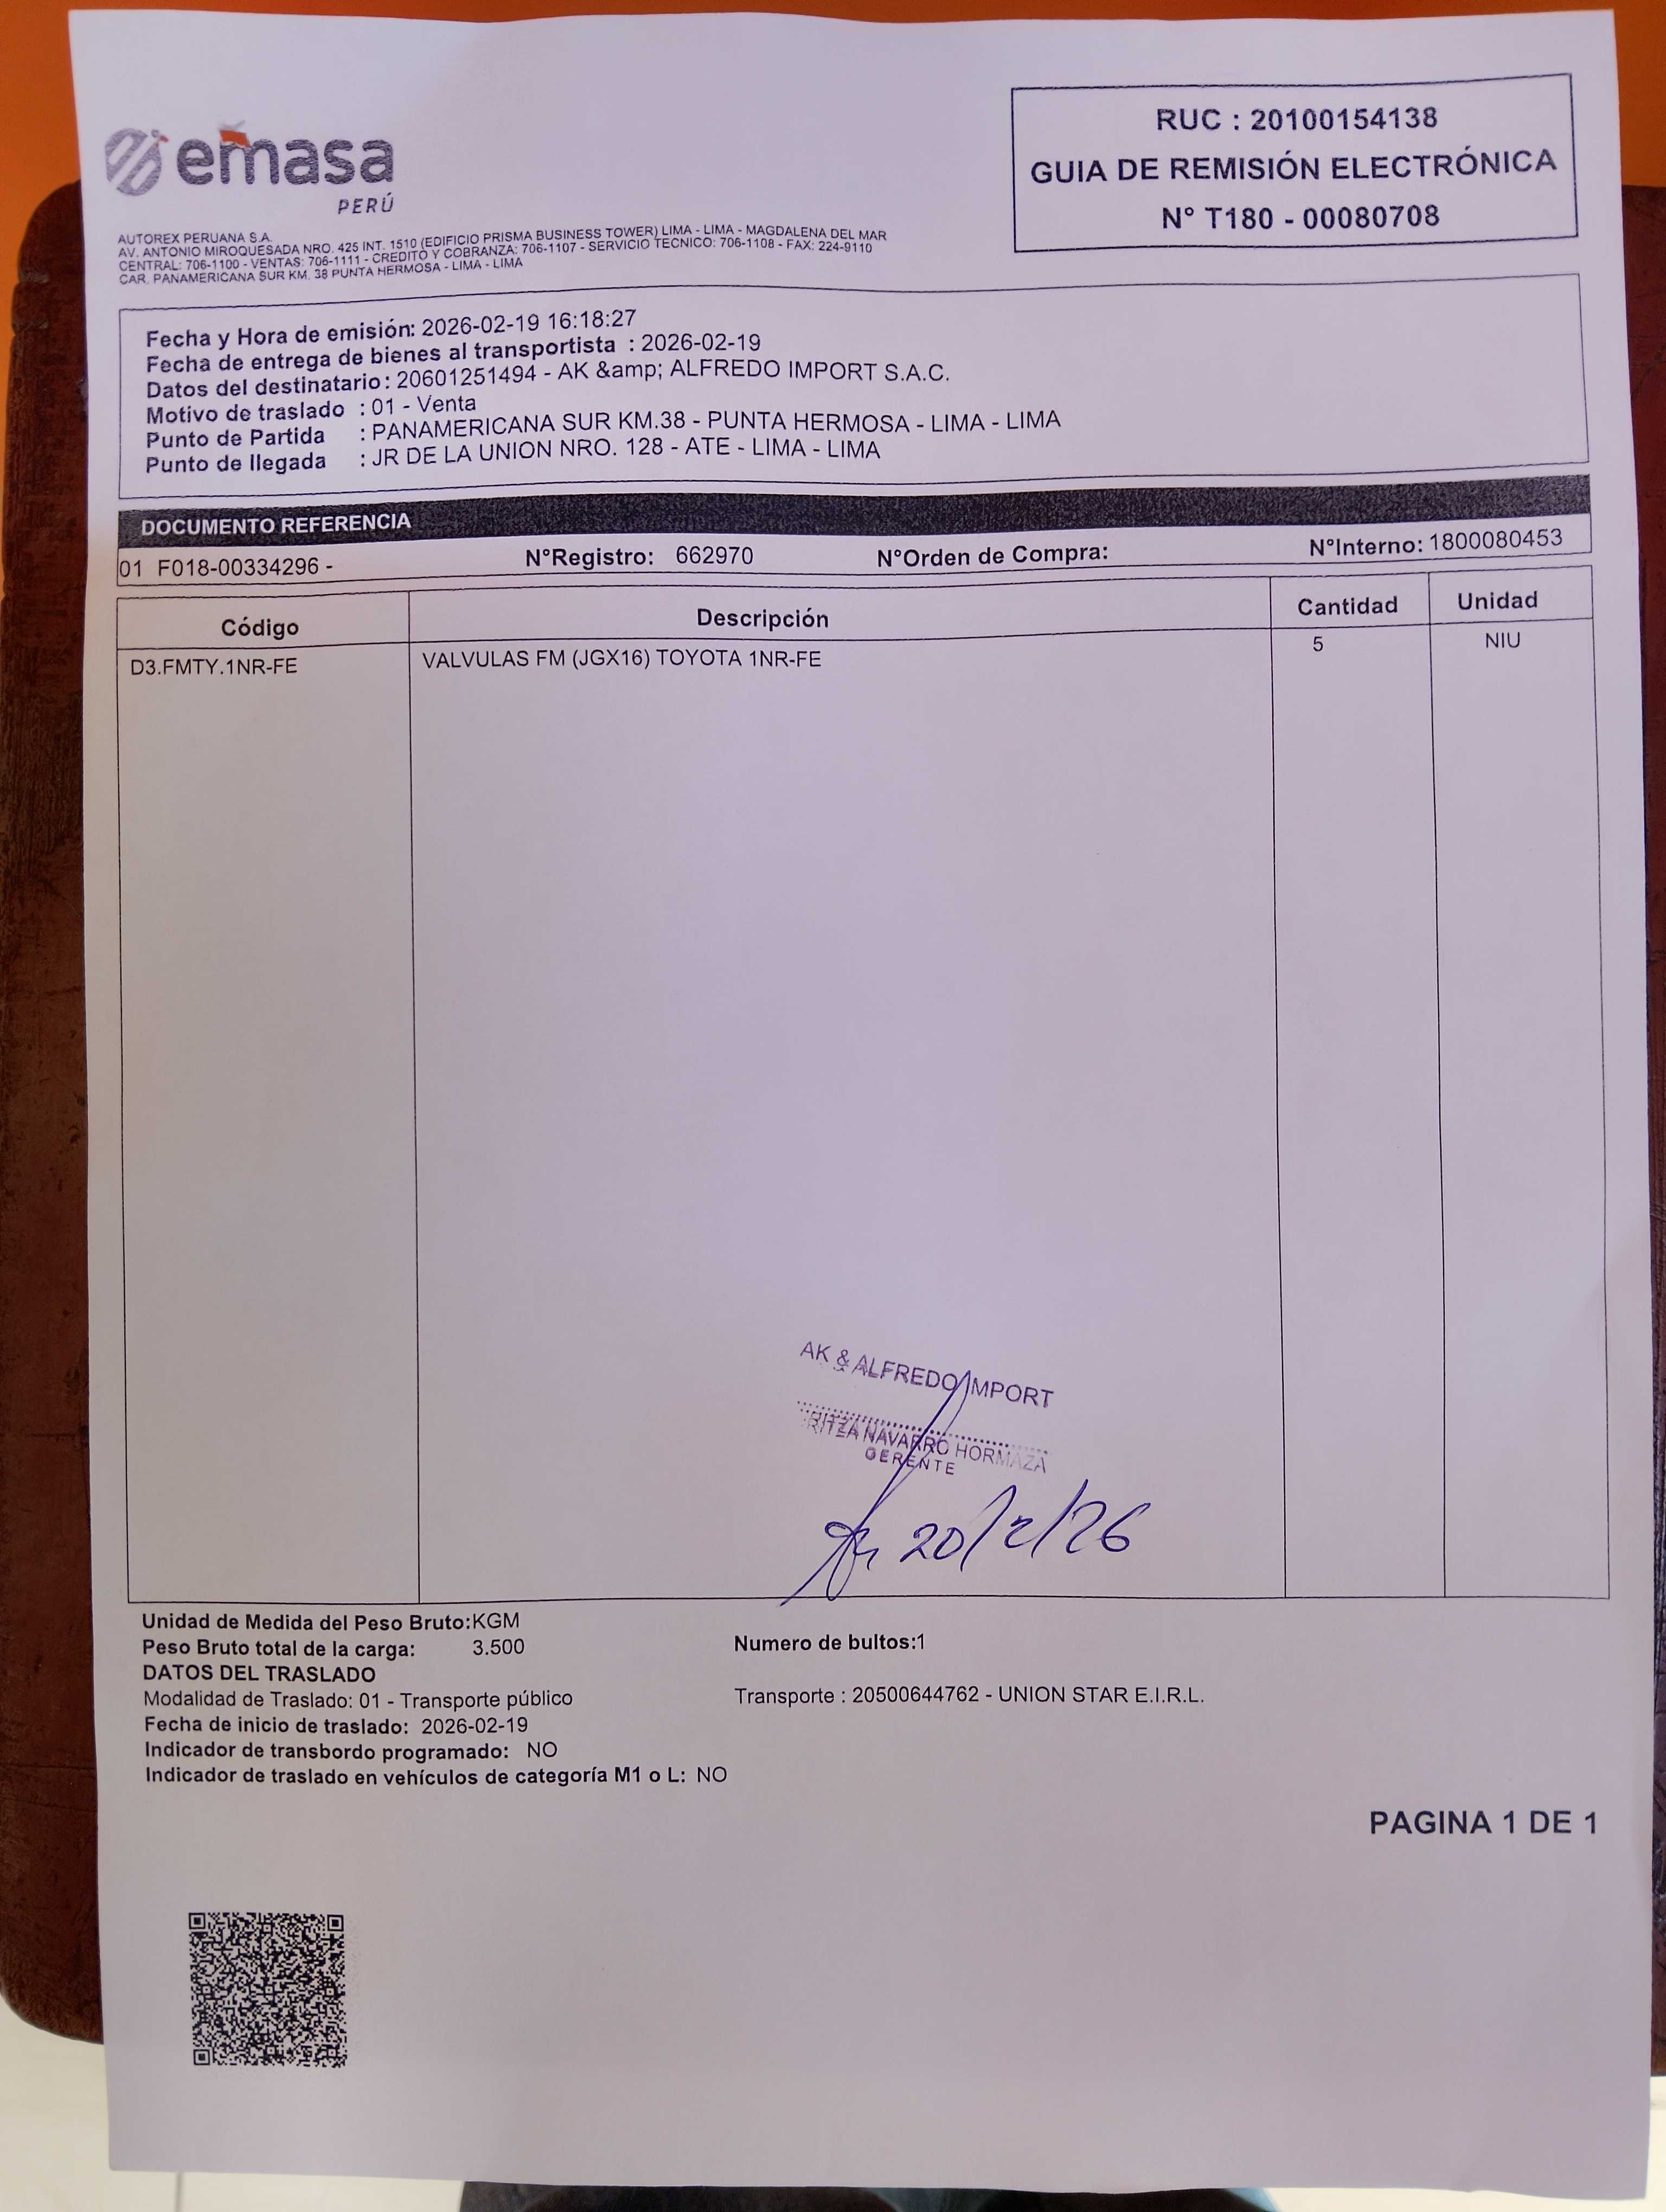 emasa
PERÚ
RUC : 20100154138
GUIA DE REMISIÓN ELECTRÓNICA
N° T180 - 00080708
AUTOREX PERUANA S.A.
AV. ANTONIO MIROQUESADA NRO. 425 INT. 1510 (EDIFICIO PRISMA BUSINESS TOWER) LIMA - LIMA - MAGDALENA DEL MAR
CENTRAL: 706-1100 - VENTAS: 706-1111 - CREDITO Y COBRANZA: 706-1107 - SERVICIO TECNICO: 706-1108 - FAX: 224-9110
CAR. PANAMERICANA SUR KM. 38 PUNTA HERMOSA - LIMA - LIMA
Fecha y Hora de emisión: 2026-02-19 16:18:27
Fecha de entrega de bienes al transportista : 2026-02-19
Datos del destinatario : 20601251494 - AK &amp; ALFREDO IMPORT S.A.C.
Motivo de traslado : 01 - Venta
Punto de Partida : PANAMERICANA SUR KM.38 - PUNTA HERMOSA - LIMA - LIMA
Punto de llegada : JR DE LA UNION NRO. 128 - ATE - LIMA - LIMA
DOCUMENTO REFERENCIA
01 F018-00334296 - N°Registro: 662970 N°Orden de Compra: N°Interno: 1800080453
Código Descripción Cantidad Unidad
D3.FMTY.1NR-FE VALVULAS FM (JGX16) TOYOTA 1NR-FE 5 NIU
AK & ALFREDO IMPORT
RITZA NAVARRO HORMAZA
GERENTE
20/2/26
Unidad de Medida del Peso Bruto:KGM
Peso Bruto total de la carga: 3.500 Numero de bultos:1
DATOS DEL TRASLADO
Modalidad de Traslado: 01 - Transporte público Transporte : 20500644762 - UNION STAR E.I.R.L.
Fecha de inicio de traslado: 2026-02-19
Indicador de transbordo programado: NO
Indicador de traslado en vehículos de categoría M1 o L: NO
PAGINA 1 DE 1